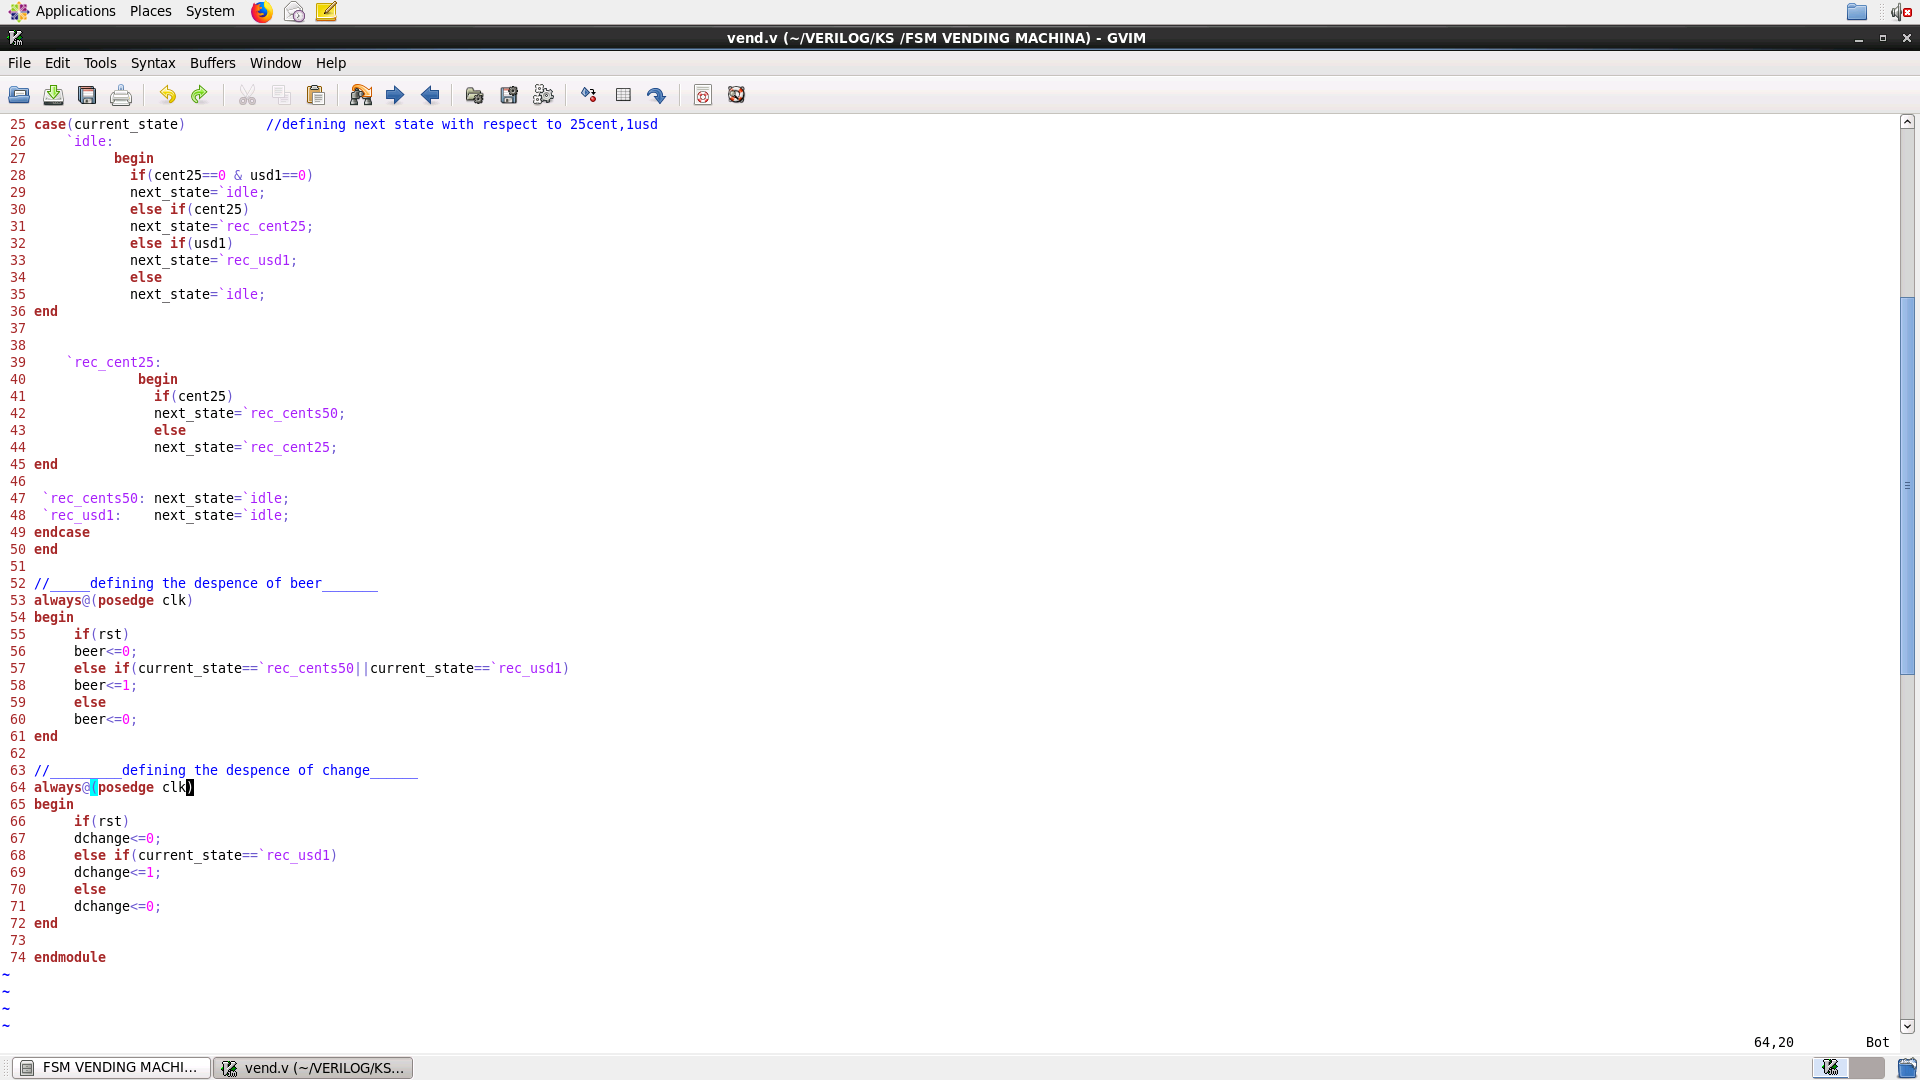 Applications Places System
vend.v (~/VERILOG/KS /FSM VENDING MACHINA) - GVIM
File Edit Tools Syntax Buffers Window Help
25 case(current_state)          //defining next state with respect to 25cent,1usd
26     `idle:
27           begin
28             if(cent25==0 & usd1==0)
29             next_state=`idle;
30             else if(cent25)
31             next_state=`rec_cent25;
32             else if(usd1)
33             next_state=`rec_usd1;
34             else
35             next_state=`idle;
36 end
37
38
39     `rec_cent25:
40              begin
41                if(cent25)
42                next_state=`rec_cents50;
43                else
44                next_state=`rec_cent25;
45 end
46
47  `rec_cents50: next_state=`idle;
48  `rec_usd1:    next_state=`idle;
49 endcase
50 end
51
52 //_____defining the despence of beer_______
53 always@(posedge clk)
54 begin
55      if(rst)
56      beer<=0;
57      else if(current_state==`rec_cents50||current_state==`rec_usd1)
58      beer<=1;
59      else
60      beer<=0;
61 end
62
63 //_________defining the despence of change______
64 always@(posedge clk)
65 begin
66      if(rst)
67      dchange<=0;
68      else if(current_state==`rec_usd1)
69      dchange<=1;
70      else
71      dchange<=0;
72 end
73
74 endmodule
~
~
~
~
64,20 Bot
FSM VENDING MACHI... vend.v (~/VERILOG/KS...